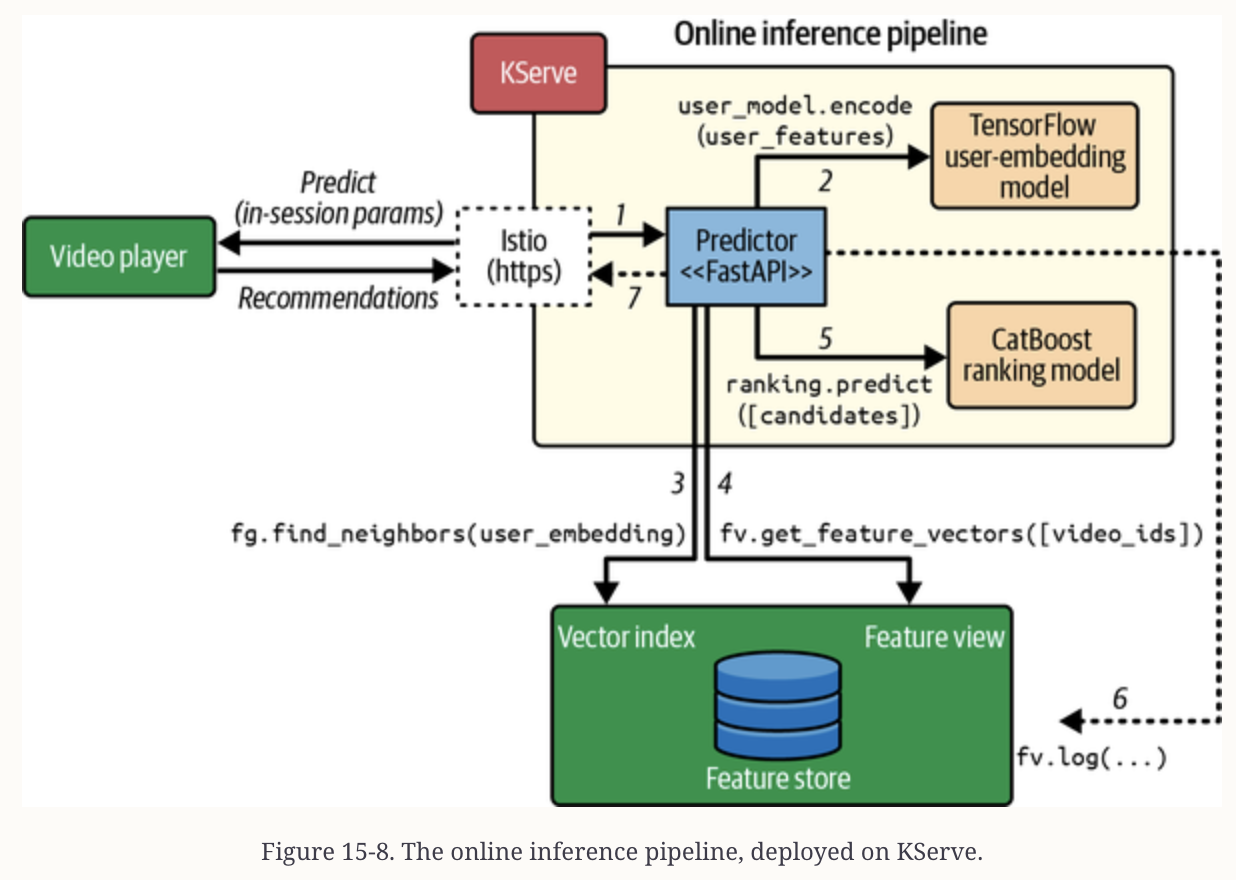 Online inference pipeline
KServe
user_model.encode
(user_features)
TensorFlow
user-embedding
model
2
Predict
(in-session params)
1
Video player
Istio
(https)
Predictor
<<FastAPI>>
Recommendations
7
5
CatBoost
ranking model
ranking.predict
([candidates])
3
4
fg.find_neighbors(user_embedding)
fv.get_feature_vectors([video_ids])
Vector index
Feature view
6
fv.log(...)
Feature store
Figure 15-8. The online inference pipeline, deployed on KServe.